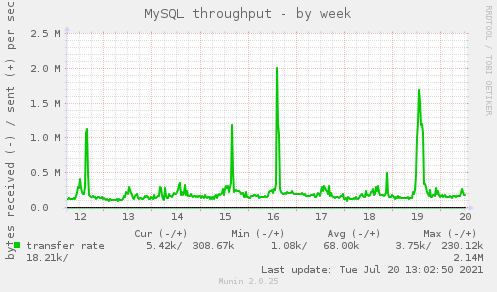 MySQL throughput - by week
RRDTOOL / TOBI OETIKER
bytes received (-) / sent (+) per sec
2.5 M
2.0 M
1.5 M
1.0 M
0.5 M
0.0
12 13 14 15 16 17 18 19 20
Cur (-/+) Min (-/+) Avg (-/+) Max (-/+)
transfer rate 5.42k/ 308.67k 1.08k/ 68.00k 3.75k/ 230.12k
18.21k/ 2.14M
Last update: Tue Jul 20 13:02:50 2021
Munin 2.0.25